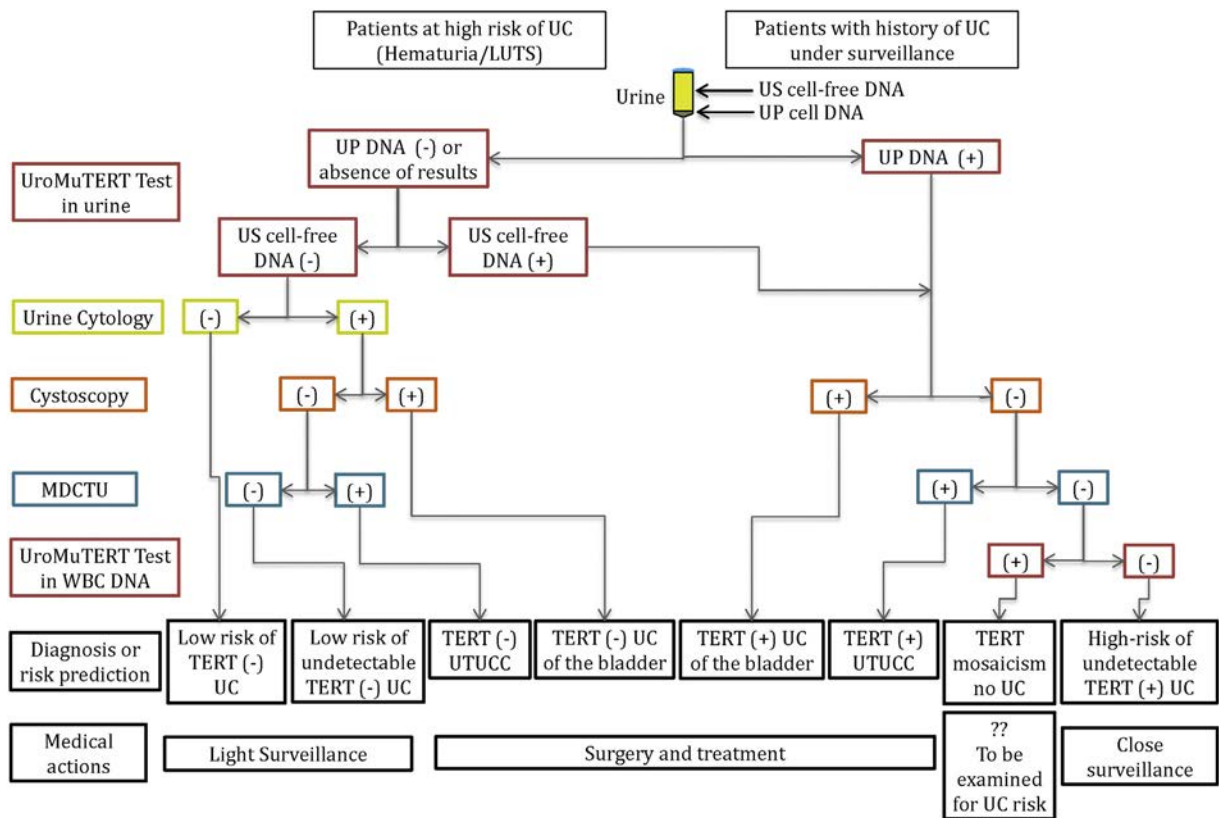 Patients at high risk of UC
(Hematuria/LUTS)
Patients with history of UC
under surveillance
Urine
US cell-free DNA
UP cell DNA
UroMuTERT Test
in urine
UP DNA (-) or
absence of results
UP DNA (+)
US cell-free
DNA (-)
US cell-free
DNA (+)
Urine Cytology
(-)
(+)
Cystoscopy
(-)
(+)
(+)
(-)
MDCTU
(-)
(+)
(+)
(-)
UroMuTERT Test
in WBC DNA
(+)
(-)
Diagnosis or
risk prediction
Low risk of
TERT (-)
UC
Low risk of
undetectable
TERT (-) UC
TERT (-)
UTUCC
TERT (-) UC
of the bladder
TERT (+) UC
of the bladder
TERT (+)
UTUCC
TERT
mosaicism
no UC
High-risk of
undetectable
TERT (+) UC
Medical
actions
Light Surveillance
Surgery and treatment
??
To be
examined
for UC risk
Close
surveillance